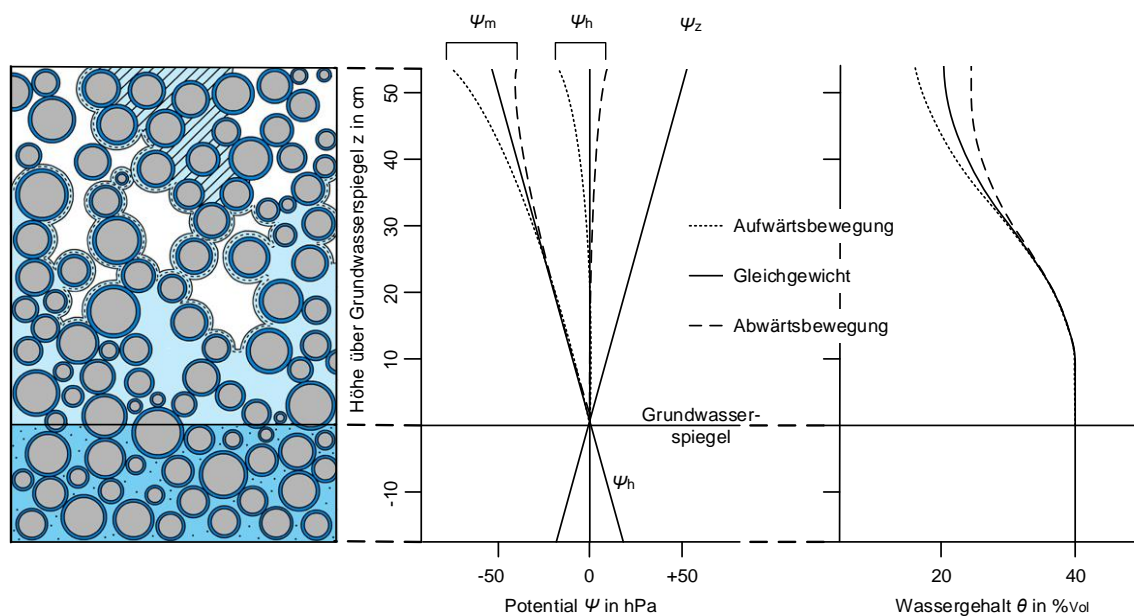 Ψm
Ψh
Ψz
Höhe über Grundwasserspiegel z in cm
50
40
30
20
10
-10
Aufwärtsbewegung
Gleichgewicht
Abwärtsbewegung
Grundwasser-
spiegel
Ψh
-50
0
+50
Potential Ψ in hPa
20
40
Wassergehalt θ in %Vol